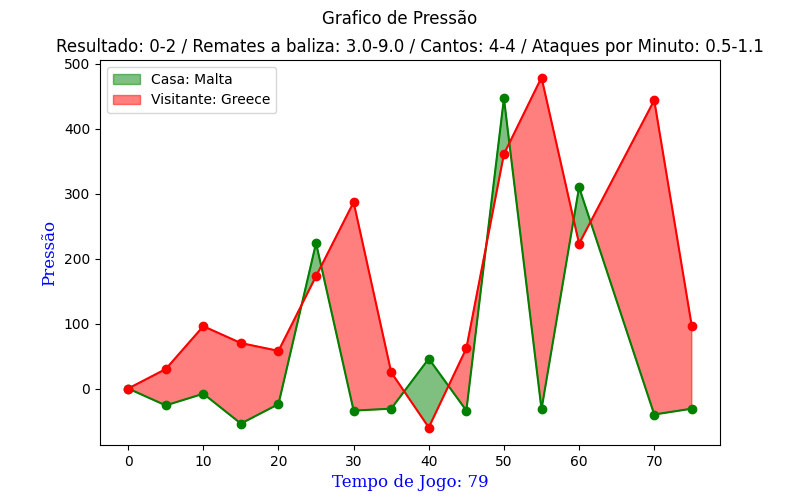 Grafico de Pressão
Resultado: 0-2 / Remates a baliza: 3.0-9.0 / Cantos: 4-4 / Ataques por Minuto: 0.5-1.1
Casa: Malta
Visitante: Greece
Pressão
500
400
300
200
100
0
0 10 20 30 40 50 60 70
Tempo de Jogo: 79